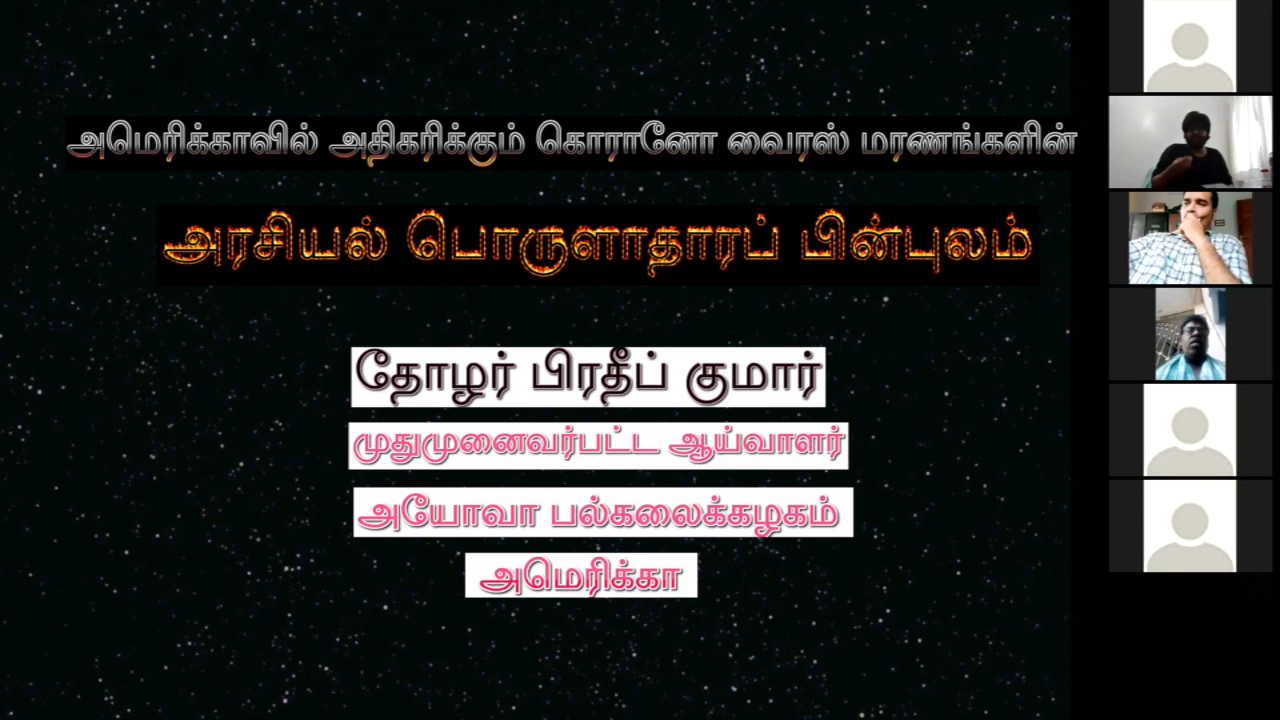 அமெரிக்காவில் அதிகரிக்கும் கொரானோ வைரஸ் மரணங்களின்
அரசியல் பொருளாதாரப் பின்புலம்
தோழர் பிரதீப் குமார்
முதுமுனைவர்பட்ட ஆய்வாளர்
அயோவா பல்கலைக்கழகம்
அமெரிக்கா